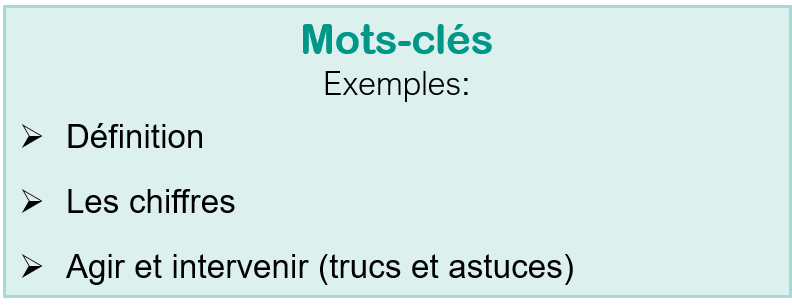 Mots-clés
Exemples:
➢ Définition
➢ Les chiffres
➢ Agir et intervenir (trucs et astuces)